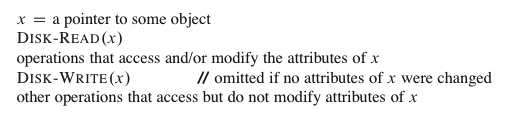 x = a pointer to some object
DISK-READ(x)
operations that access and/or modify the attributes of x
DISK-WRITE(x) // omitted if no attributes of x were changed
other operations that access but do not modify attributes of x